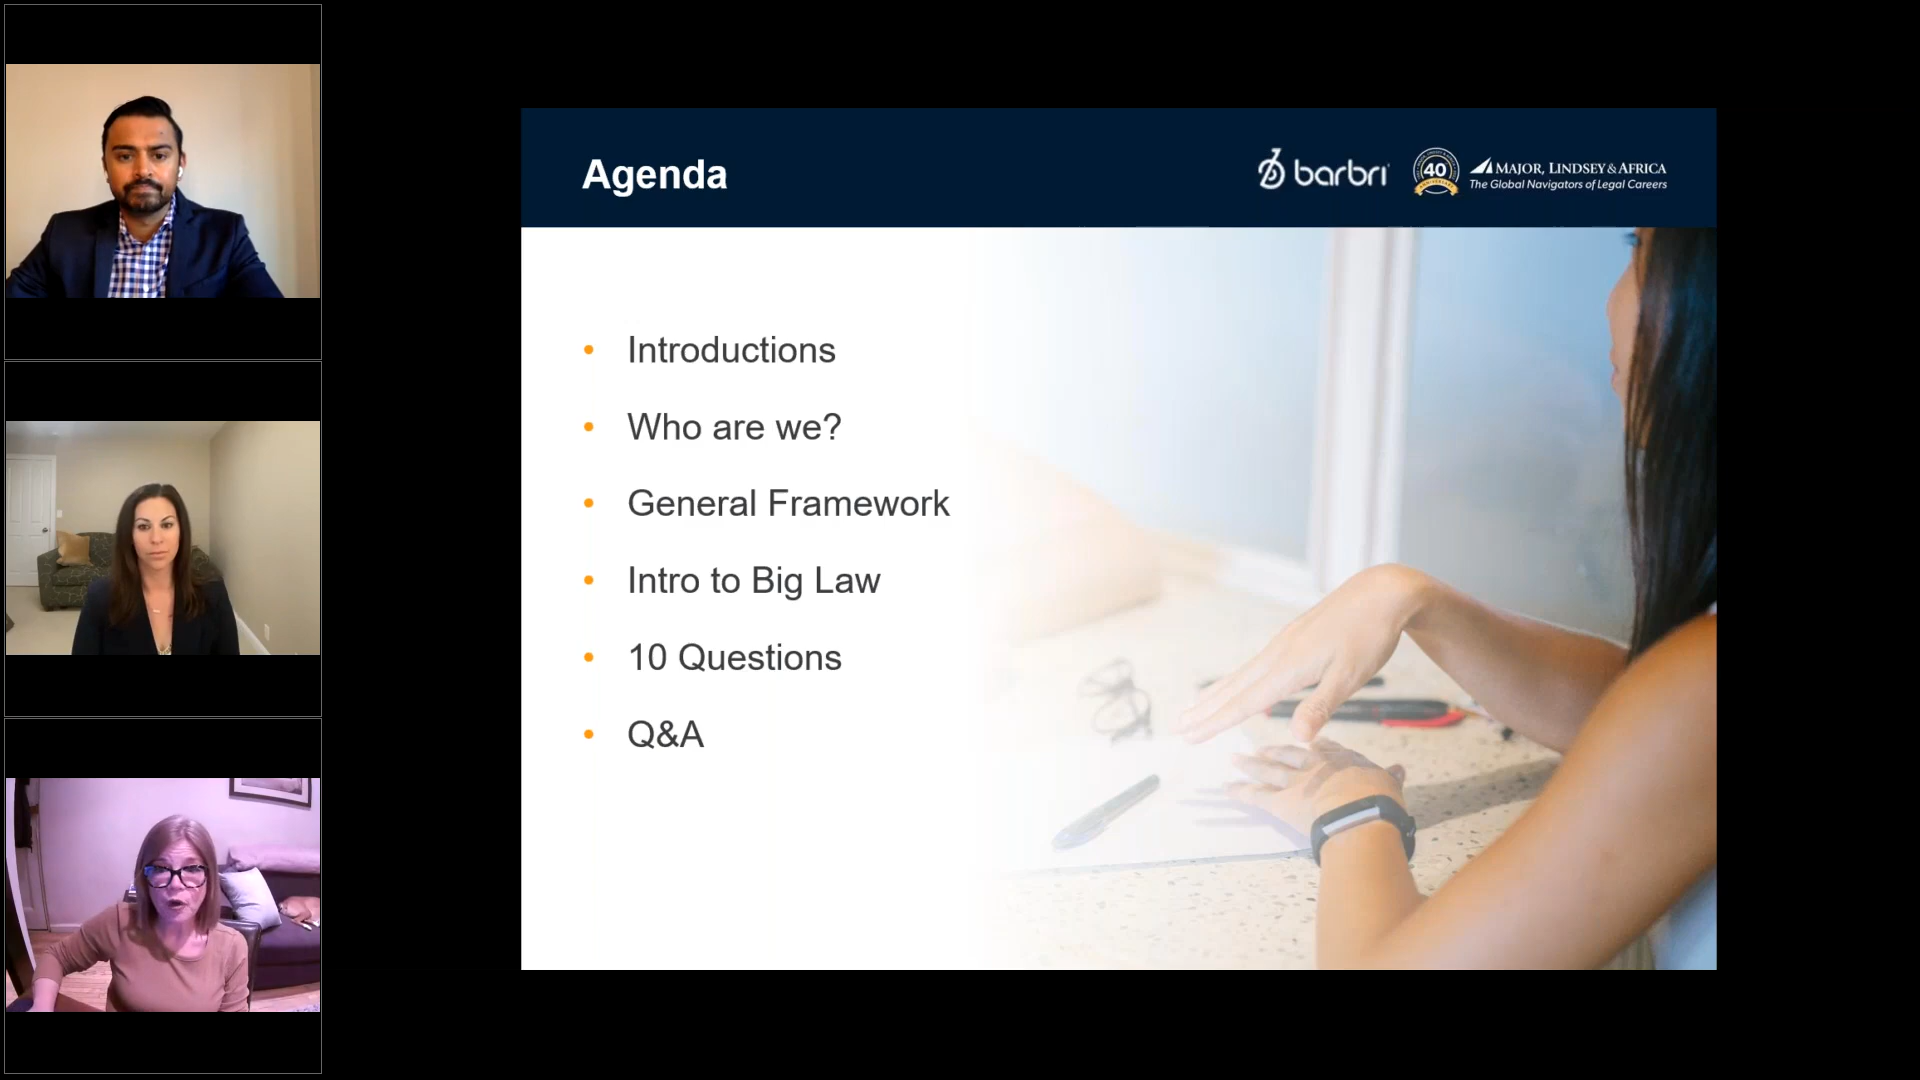 Agenda
barbri
40
MAJOR, LINDSEY & AFRICA
The Global Navigators of Legal Careers
• Introductions
• Who are we?
• General Framework
• Intro to Big Law
• 10 Questions
• Q&A